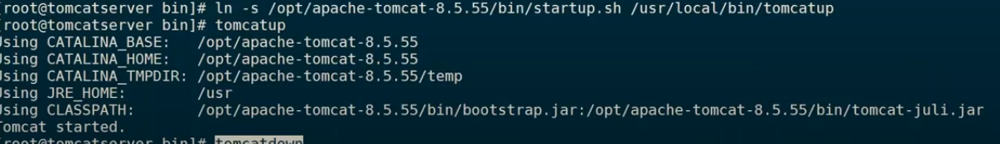 [root@tomcatserver bin]# ln -s /opt/apache-tomcat-8.5.55/bin/startup.sh /usr/local/bin/tomcatup
[root@tomcatserver bin]# tomcatup
Using CATALINA_BASE:   /opt/apache-tomcat-8.5.55
Using CATALINA_HOME:   /opt/apache-tomcat-8.5.55
Using CATALINA_TMPDIR: /opt/apache-tomcat-8.5.55/temp
Using JRE_HOME:        /usr
Using CLASSPATH:       /opt/apache-tomcat-8.5.55/bin/bootstrap.jar:/opt/apache-tomcat-8.5.55/bin/tomcat-juli.jar
Tomcat started.
[root@tomcatserver bin]# tomcatdown